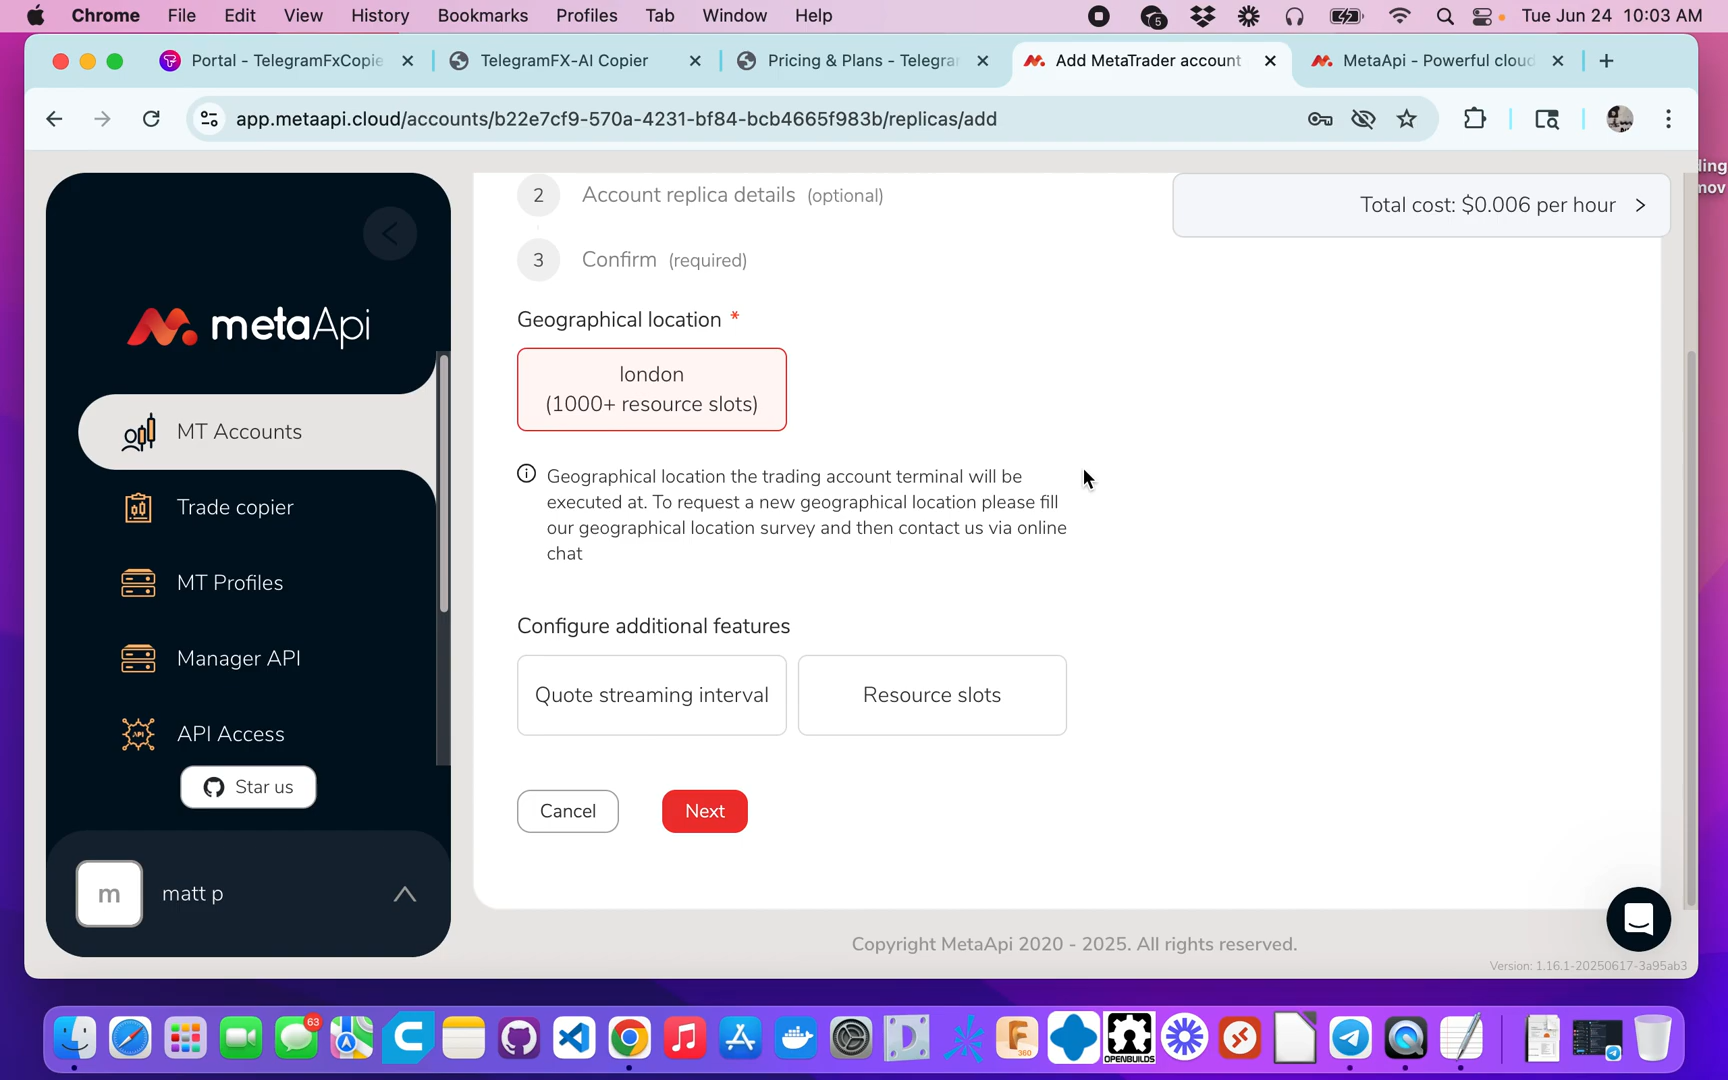 Chrome File Edit View History Bookmarks Profiles Tab Window Help 5 Tue Jun 24 10:03 AM
Portal - TelegramFxCopie TelegramFX-AI Copier Pricing & Plans - Telegra Add MetaTrader account MetaApi - Powerful clou
app.metaapi.cloud/accounts/b22e7cf9-570a-4231-bf84-bcb4665f983b/replicas/add
ding
mov
metaApi
MT Accounts
Trade copier
MT Profiles
Manager API
API Access
Star us
m matt p
2 Account replica details (optional)
3 Confirm (required)
Total cost: $0.006 per hour
Geographical location *
london
(1000+ resource slots)
Geographical location the trading account terminal will be
executed at. To request a new geographical location please fill
our geographical location survey and then contact us via online
chat
Configure additional features
Quote streaming interval Resource slots
Cancel Next
Copyright MetaApi 2020 - 2025. All rights reserved.
Version: 1.16.1-20250617-3a95ab3
63
360
OPENBUILDS